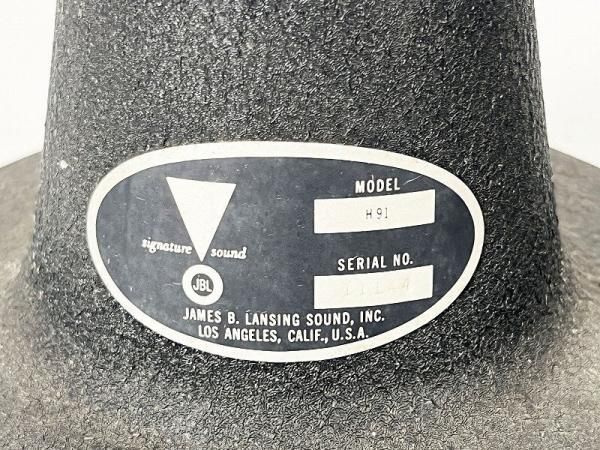 MODEL
H91
signature sound
SERIAL NO.
JBL
JAMES B. LANSING SOUND, INC.
LOS ANGELES, CALIF., U.S.A.